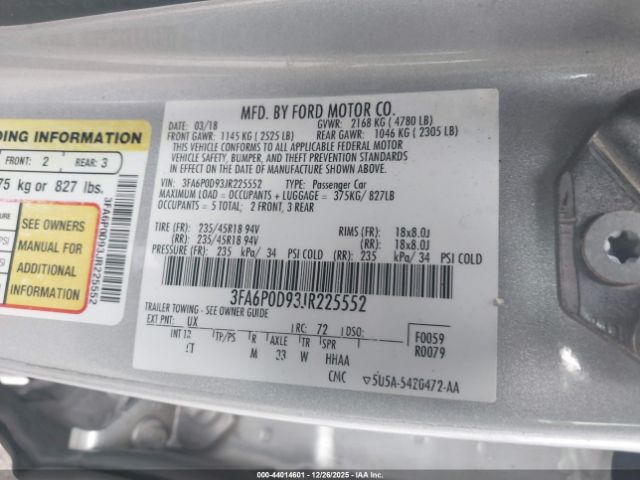 MFD. BY FORD MOTOR CO.
DATE: 03/18 GVWR: 2168 KG ( 4780 LB)
FRONT GAWR: 1145 KG ( 2525 LB) REAR GAWR: 1046 KG ( 2305 LB)
THIS VEHICLE CONFORMS TO ALL APPLICABLE FEDERAL MOTOR
VEHICLE SAFETY, BUMPER, AND THEFT PREVENTION STANDARDS IN
EFFECT ON THE DATE OF MANUFACTURE SHOWN ABOVE.
VIN: 3FA6P0D93JR225552 TYPE: Passenger Car
MAXIMUM LOAD = OCCUPANTS + LUGGAGE = 375KG/ 827LB
OCCUPANTS = 5 TOTAL; 2 FRONT, 3 REAR
TIRE (FR): 235/45R18 94V RIMS (FR): 18x8.0J
(RR): 235/45R18 94V (RR): 18x8.0J
PRESSURE (FR): 235 kPa/ 34 PSI COLD (RR): 235 kPa/ 34 PSI COLD
3FA6P0D93JR225552
TRAILER TOWING - SEE OWNER GUIDE
EXT PNT: UX RC: 72 DSO:
INT TR TP/PS R AXLE TR SPR F0059
M 33 W HHAA R0079
CMC 5U5A-5420472-AA
DING INFORMATION
FRONT: 2 REAR: 3
75 kg or 827 lbs.
SEE OWNERS
MANUAL FOR
ADDITIONAL
INFORMATION
PSI
PSI
3FA6P0D93JR225552
000-44014601 | 12/26/2025 | IAAI.COM